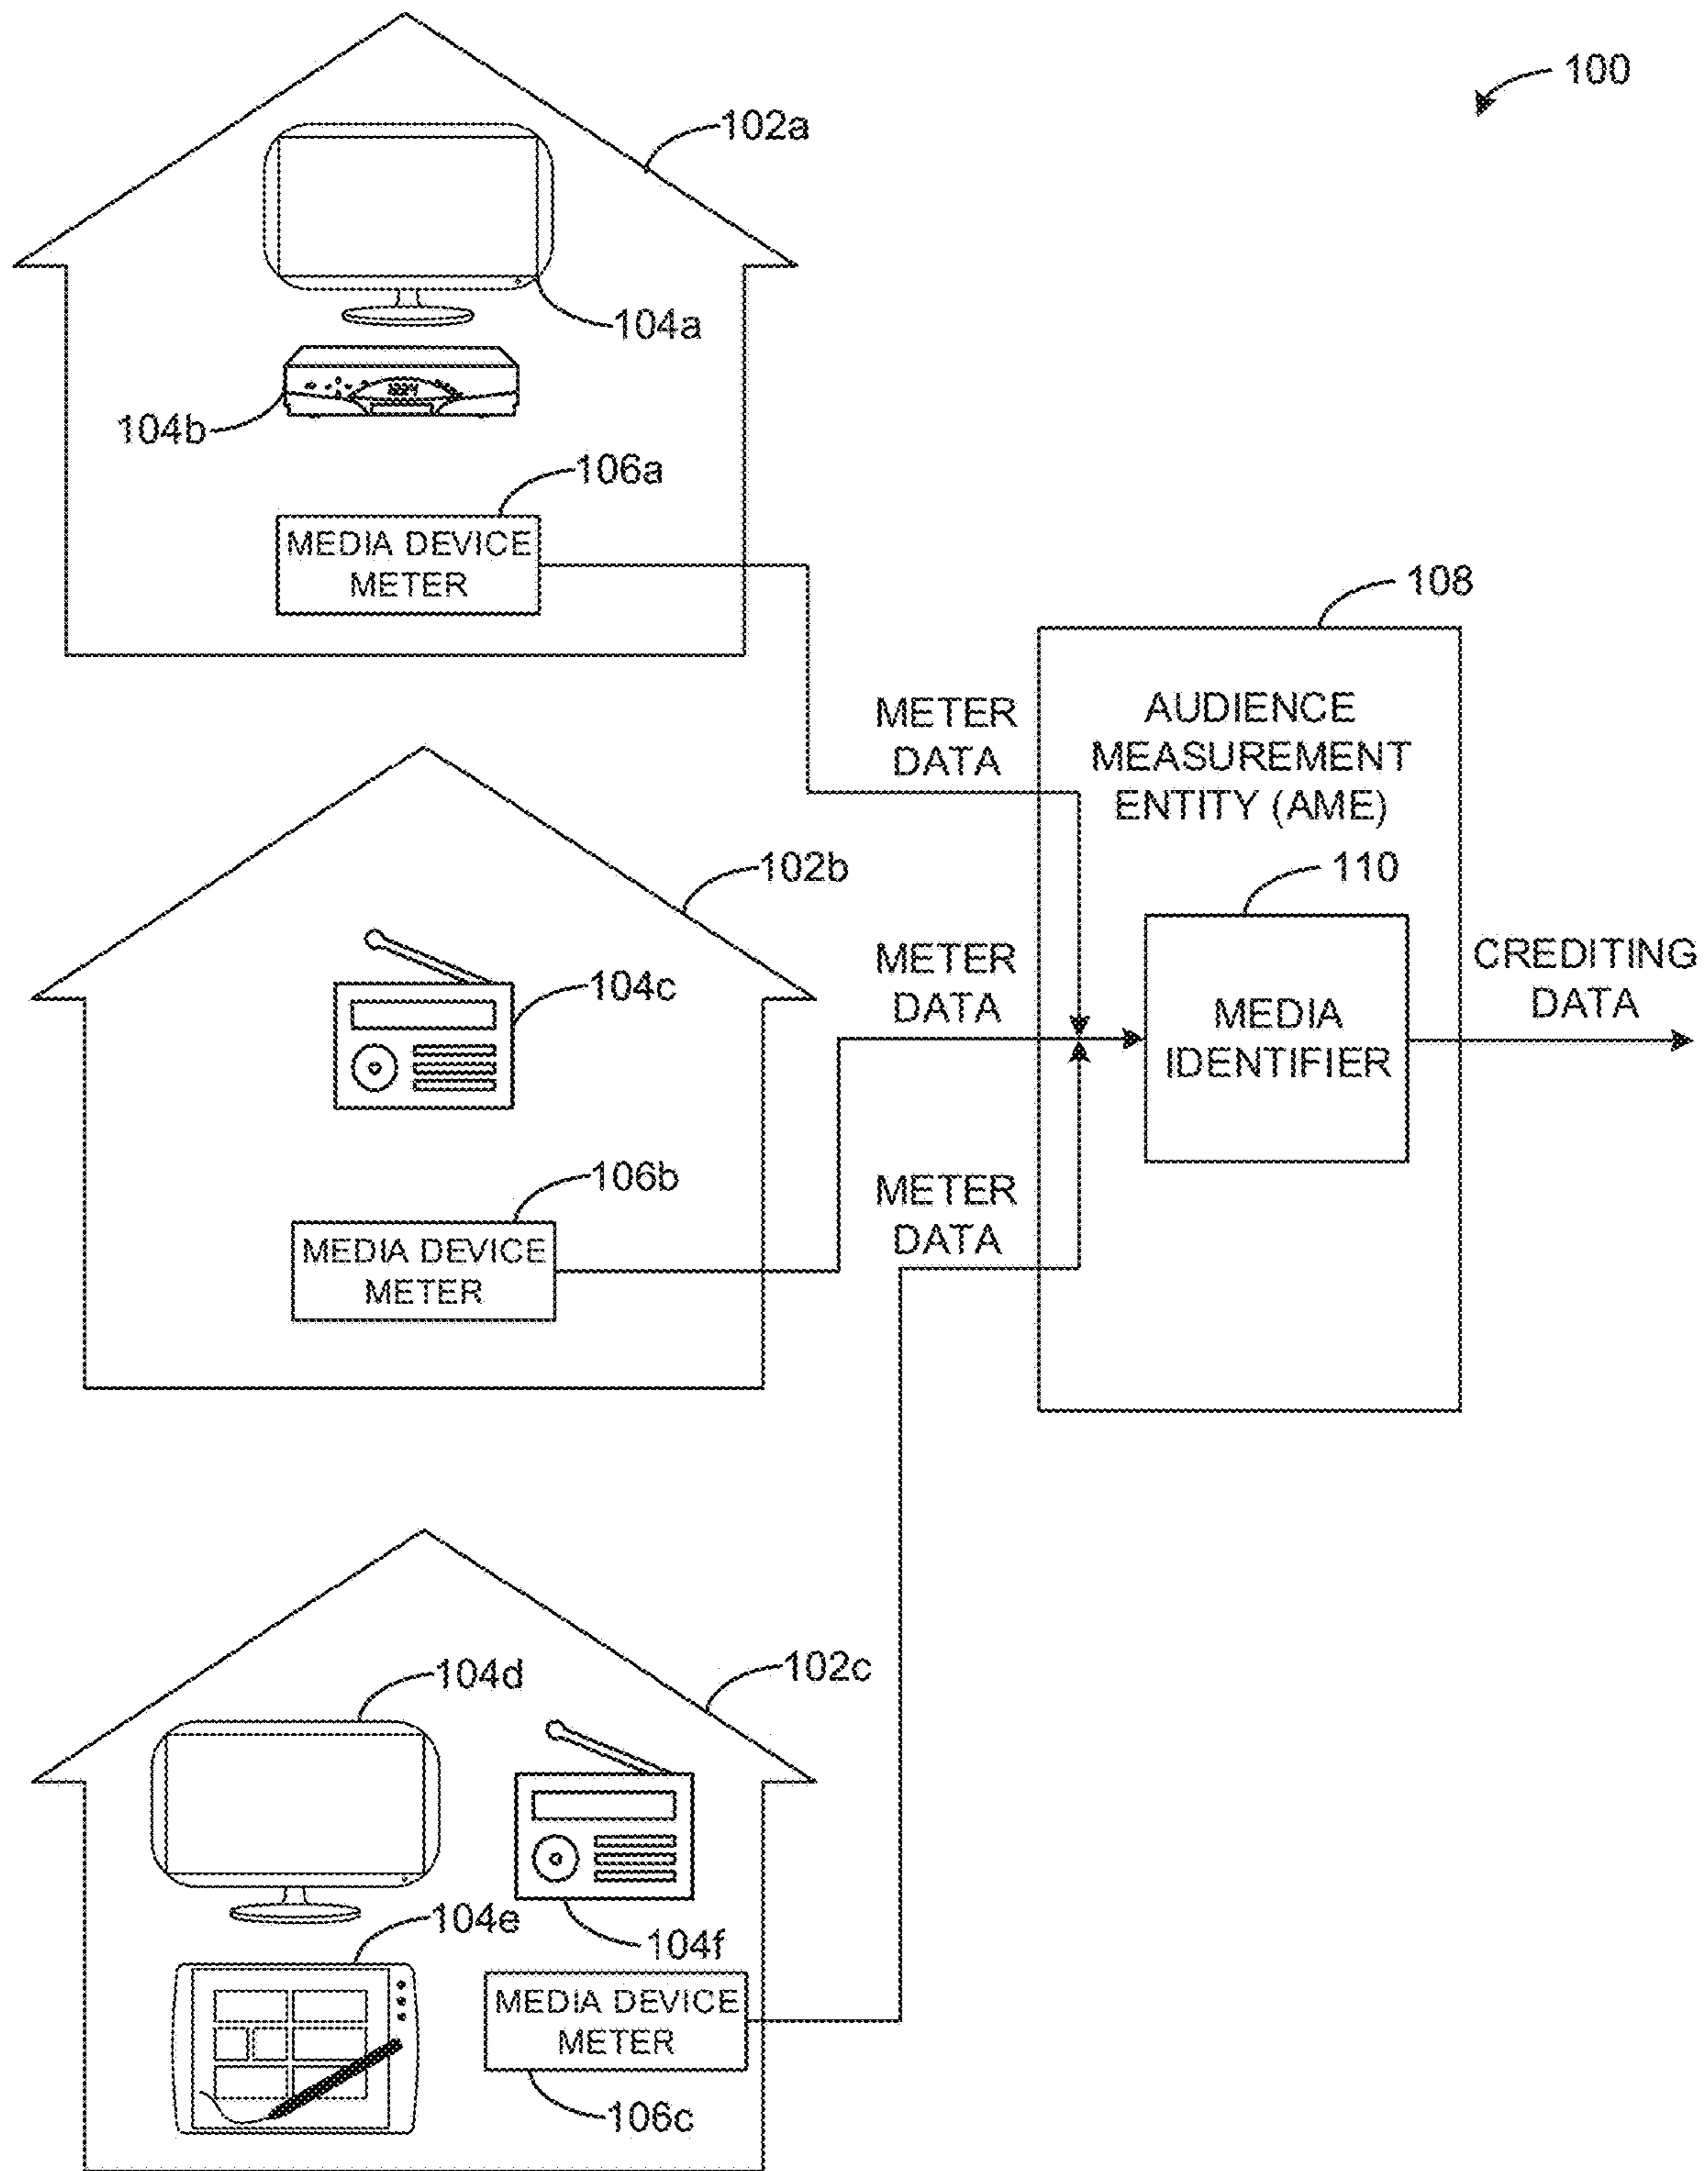 100
102a
104a
104b
106a
MEDIA DEVICE
METER
108
METER
DATA
AUDIENCE
MEASUREMENT
ENTITY (AME)
102b
110
104c
METER
DATA
MEDIA
IDENTIFIER
CREDITING
DATA
106b
METER
DATA
MEDIA DEVICE
METER
102c
104d
104e
104f
MEDIA DEVICE
METER
106c